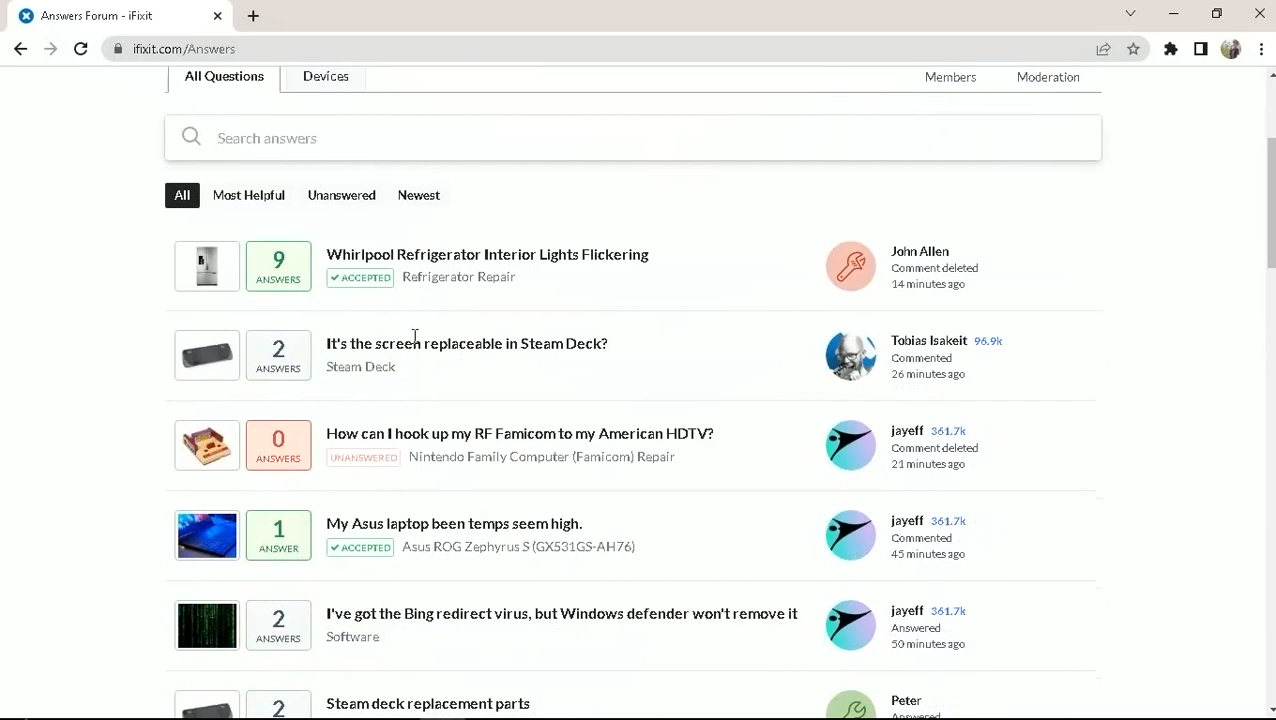 Answers Forum - iFixit
ifixit.com/Answers
All Questions
Devices
Members
Moderation
Search answers
All
Most Helpful
Unanswered
Newest
9
ANSWERS
Whirlpool Refrigerator Interior Lights Flickering
ACCEPTED
Refrigerator Repair
John Allen
Comment deleted
14 minutes ago
2
ANSWERS
It's the screen replaceable in Steam Deck?
Steam Deck
Tobias Isakeit 96.9k
Commented
26 minutes ago
0
ANSWERS
How can I hook up my RF Famicom to my American HDTV?
UNANSWERED
Nintendo Family Computer (Famicom) Repair
jayeff 361.7k
Comment deleted
21 minutes ago
1
ANSWER
My Asus laptop been temps seem high.
ACCEPTED
Asus ROG Zephyrus S (GX531GS-AH76)
jayeff 361.7k
Commented
45 minutes ago
2
ANSWERS
I've got the Bing redirect virus, but Windows defender won't remove it
Software
jayeff 361.7k
Answered
50 minutes ago
2
Steam deck replacement parts
Peter
Answered